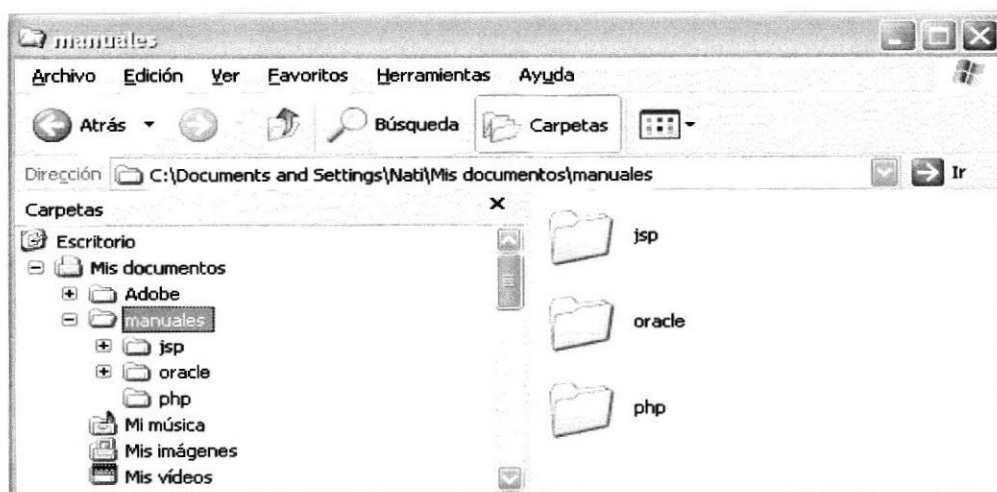 manuales
Archivo Edición Ver Favoritos Herramientas Ayuda
Atrás Búsqueda Carpetas
Dirección C:\Documents and Settings\Nati\Mis documentos\manuales Ir
Carpetas x
Escritorio
Mis documentos
Adobe
manuales
jsp
oracle
php
Mi música
Mis imágenes
Mis vídeos
jsp
oracle
php